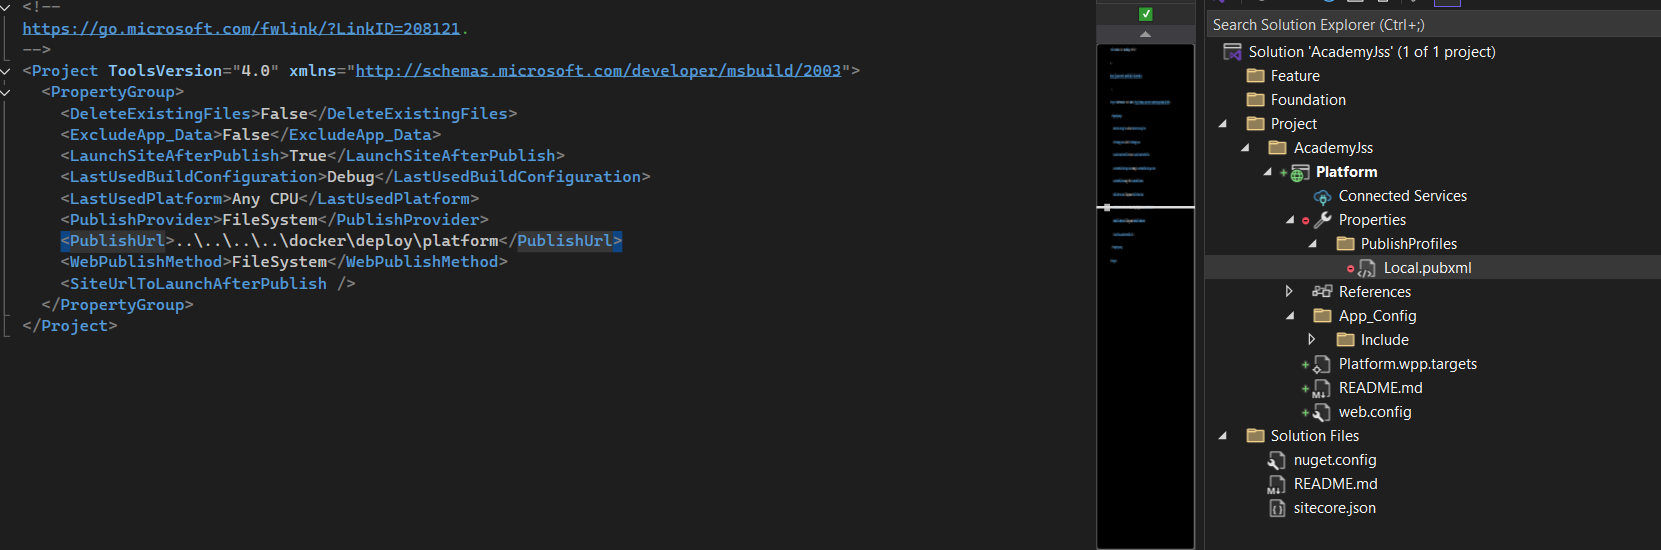 <!--
https://go.microsoft.com/fwlink/?LinkID=208121.
-->
<Project ToolsVersion="4.0" xmlns="http://schemas.microsoft.com/developer/msbuild/2003">
<PropertyGroup>
<DeleteExistingFiles>False</DeleteExistingFiles>
<ExcludeApp_Data>False</ExcludeApp_Data>
<LaunchSiteAfterPublish>True</LaunchSiteAfterPublish>
<LastUsedBuildConfiguration>Debug</LastUsedBuildConfiguration>
<LastUsedPlatform>Any CPU</LastUsedPlatform>
<PublishProvider>FileSystem</PublishProvider>
<PublishUrl>..\..\..\..\docker\deploy\platform</PublishUrl>
<WebPublishMethod>FileSystem</WebPublishMethod>
<SiteUrlToLaunchAfterPublish />
</PropertyGroup>
</Project>
Search Solution Explorer (Ctrl+;)
Solution 'AcademyJss' (1 of 1 project)
Feature
Foundation
Project
AcademyJss
Platform
Connected Services
Properties
PublishProfiles
Local.pubxml
References
App_Config
Include
Platform.wpp.targets
README.md
web.config
Solution Files
nuget.config
README.md
sitecore.json